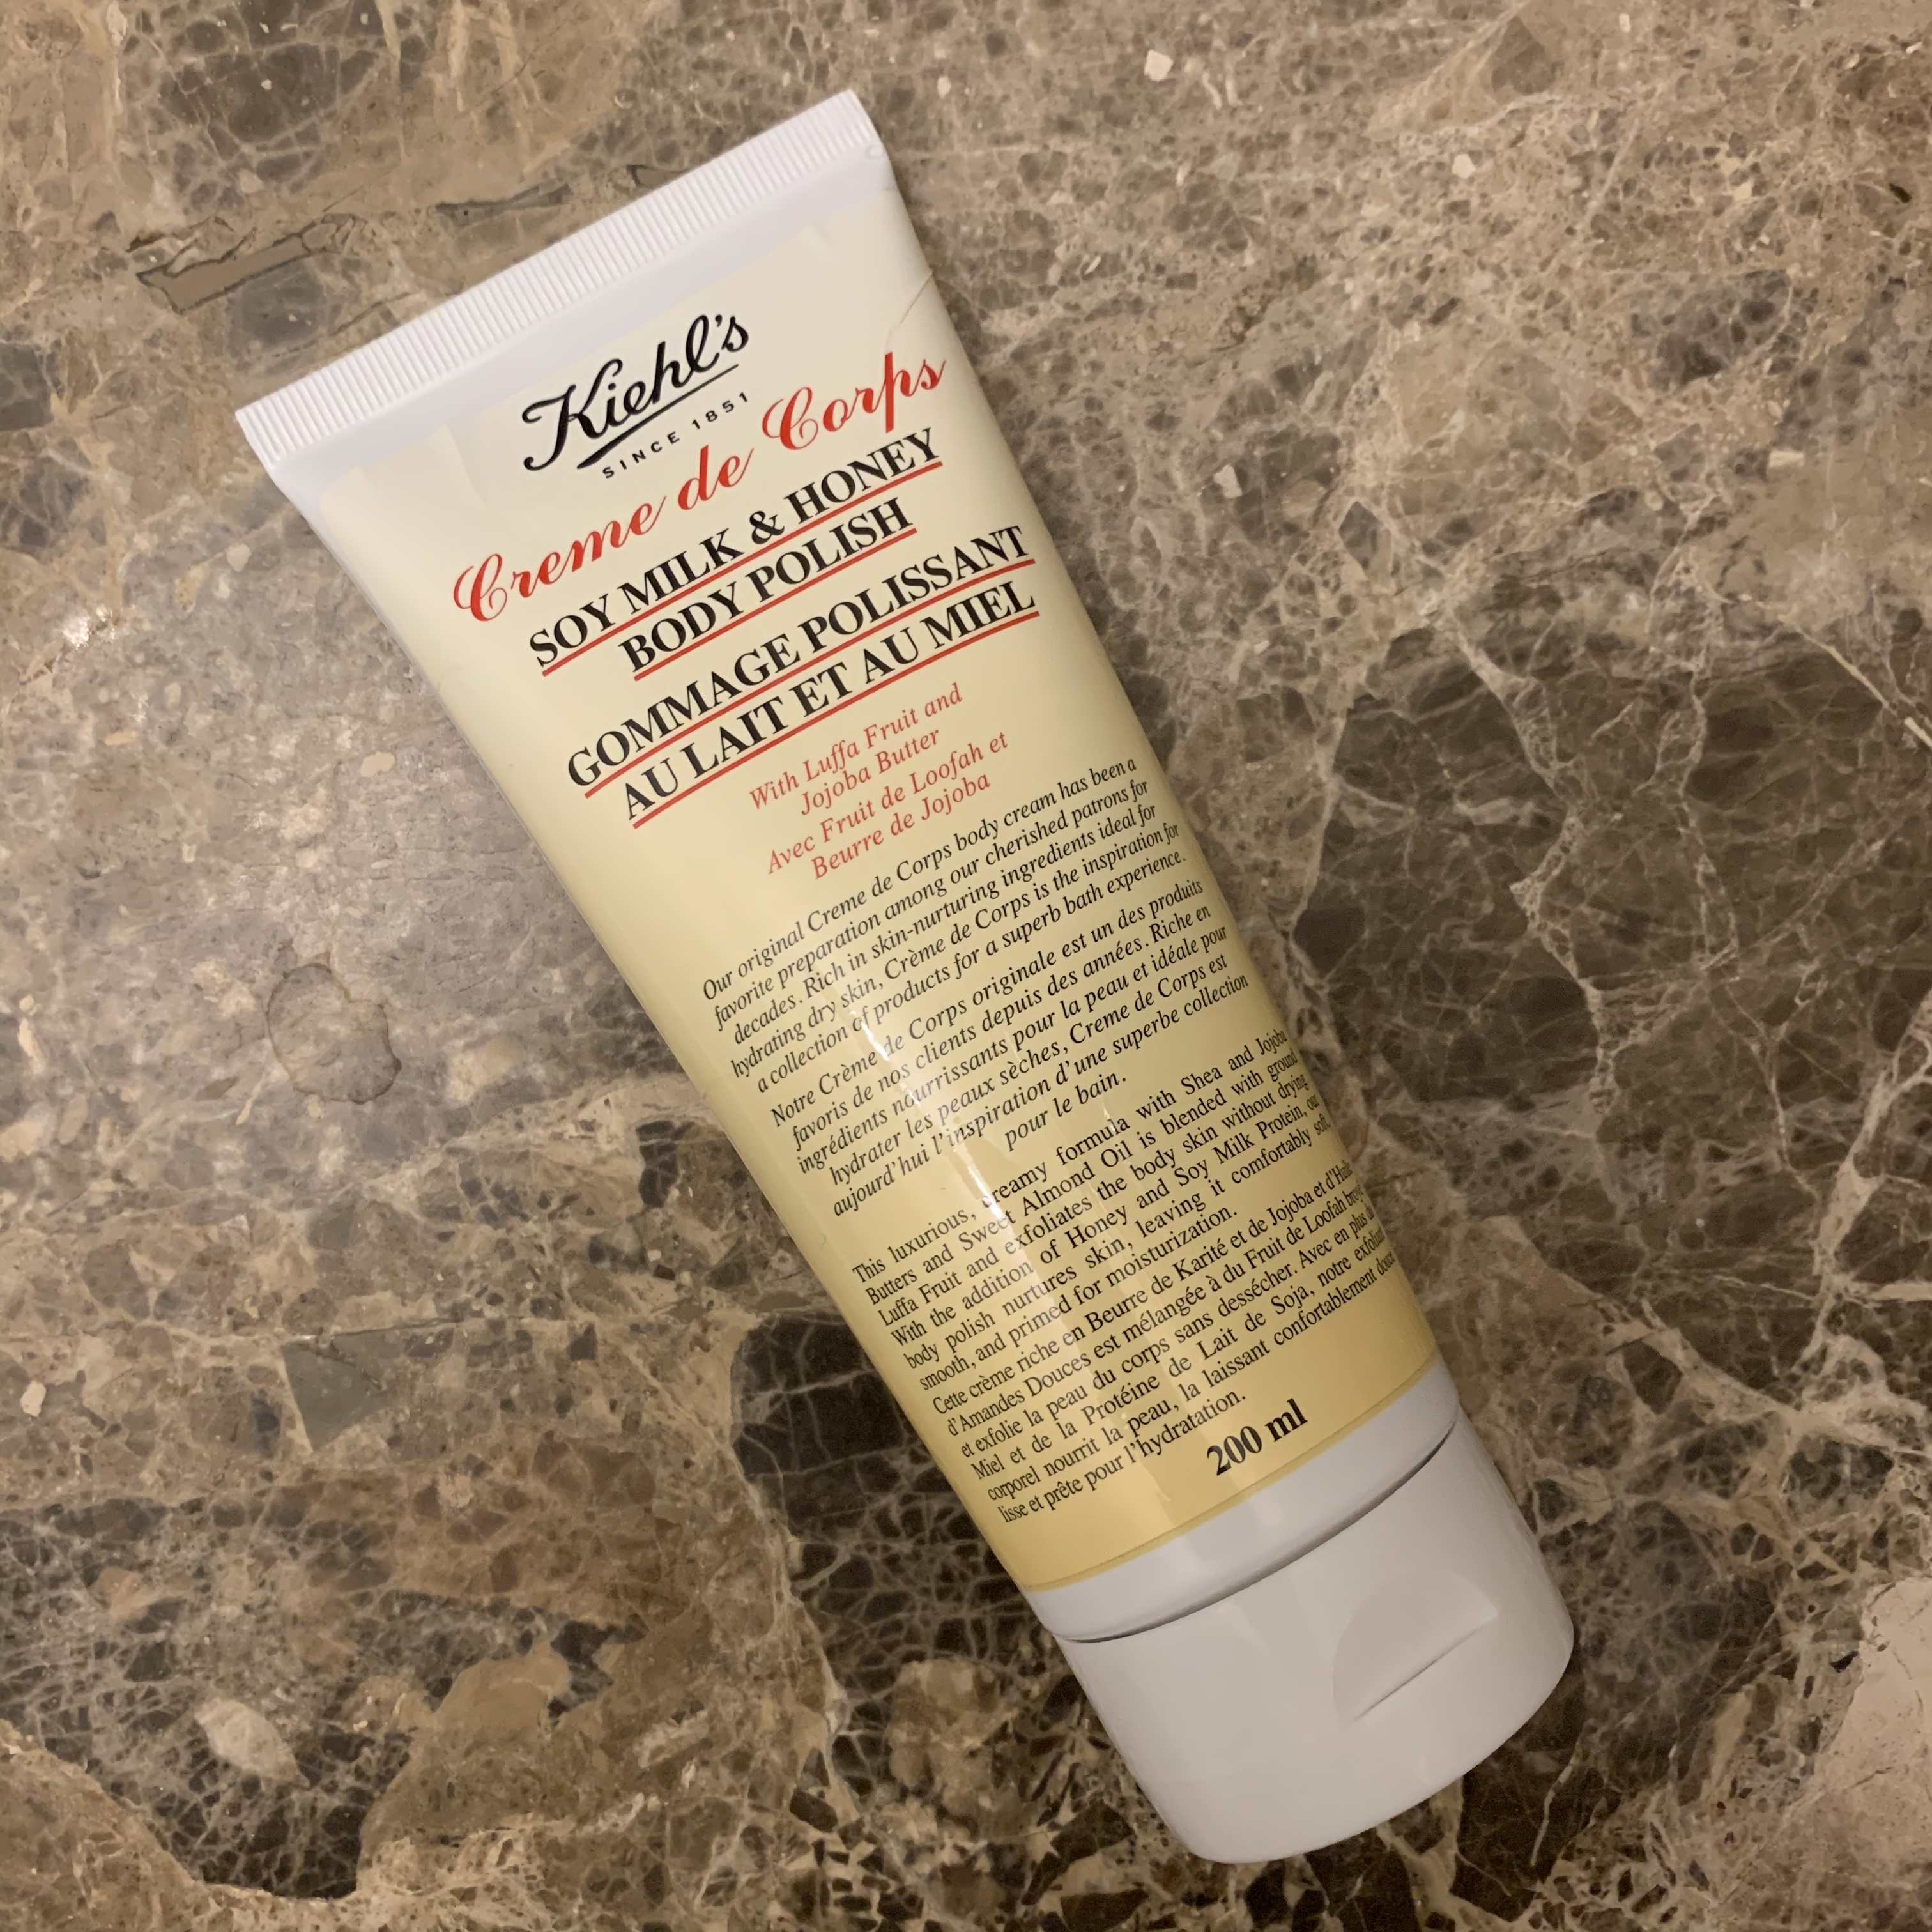 Kiehl's
SINCE 1851
Creme de Corps
SOY MILK & HONEY
BODY POLISH
GOMMAGE POLISSANT
AU LAIT ET AU MIEL
With Luffa Fruit and
Jojoba Butter
Avec Fruit de Loofah et
Beurre de Jojoba
Our original Creme de Corps body cream has been a
favorite preparation among our cherished patrons for
decades. Rich in skin-nurturing ingredients ideal for
hydrating dry skin, Crème de Corps is the inspiration for
a collection of products for a superb bath experience.
Notre Crème de Corps originale est un des produits
favoris de nos clients depuis des années. Riche en
ingrédients nourrissants pour la peau et idéale pour
hydrater les peaux sèches, Creme de Corps est
aujourd'hui l'inspiration d'une superbe collection
pour le bain.
This luxurious, creamy formula with Shea and Jojoba
Butters and Sweet Almond Oil is blended with ground
Luffa Fruit and exfoliates the body skin without drying.
With the addition of Honey and Soy Milk Protein, our
body polish nurtures skin, leaving it comfortably soft,
smooth, and primed for moisturization.
Cette crème riche en Beurre de Karité et de Jojoba et d'Huile
d'Amandes Douces est mélangée à du Fruit de Loofah broyé
et exfolie la peau du corps sans dessécher. Avec en plus du
Miel et de la Protéine de Lait de Soja, notre exfoliant
corporel nourrit la peau, la laissant confortablement douce,
lisse et prête pour l'hydratation.
200 ml